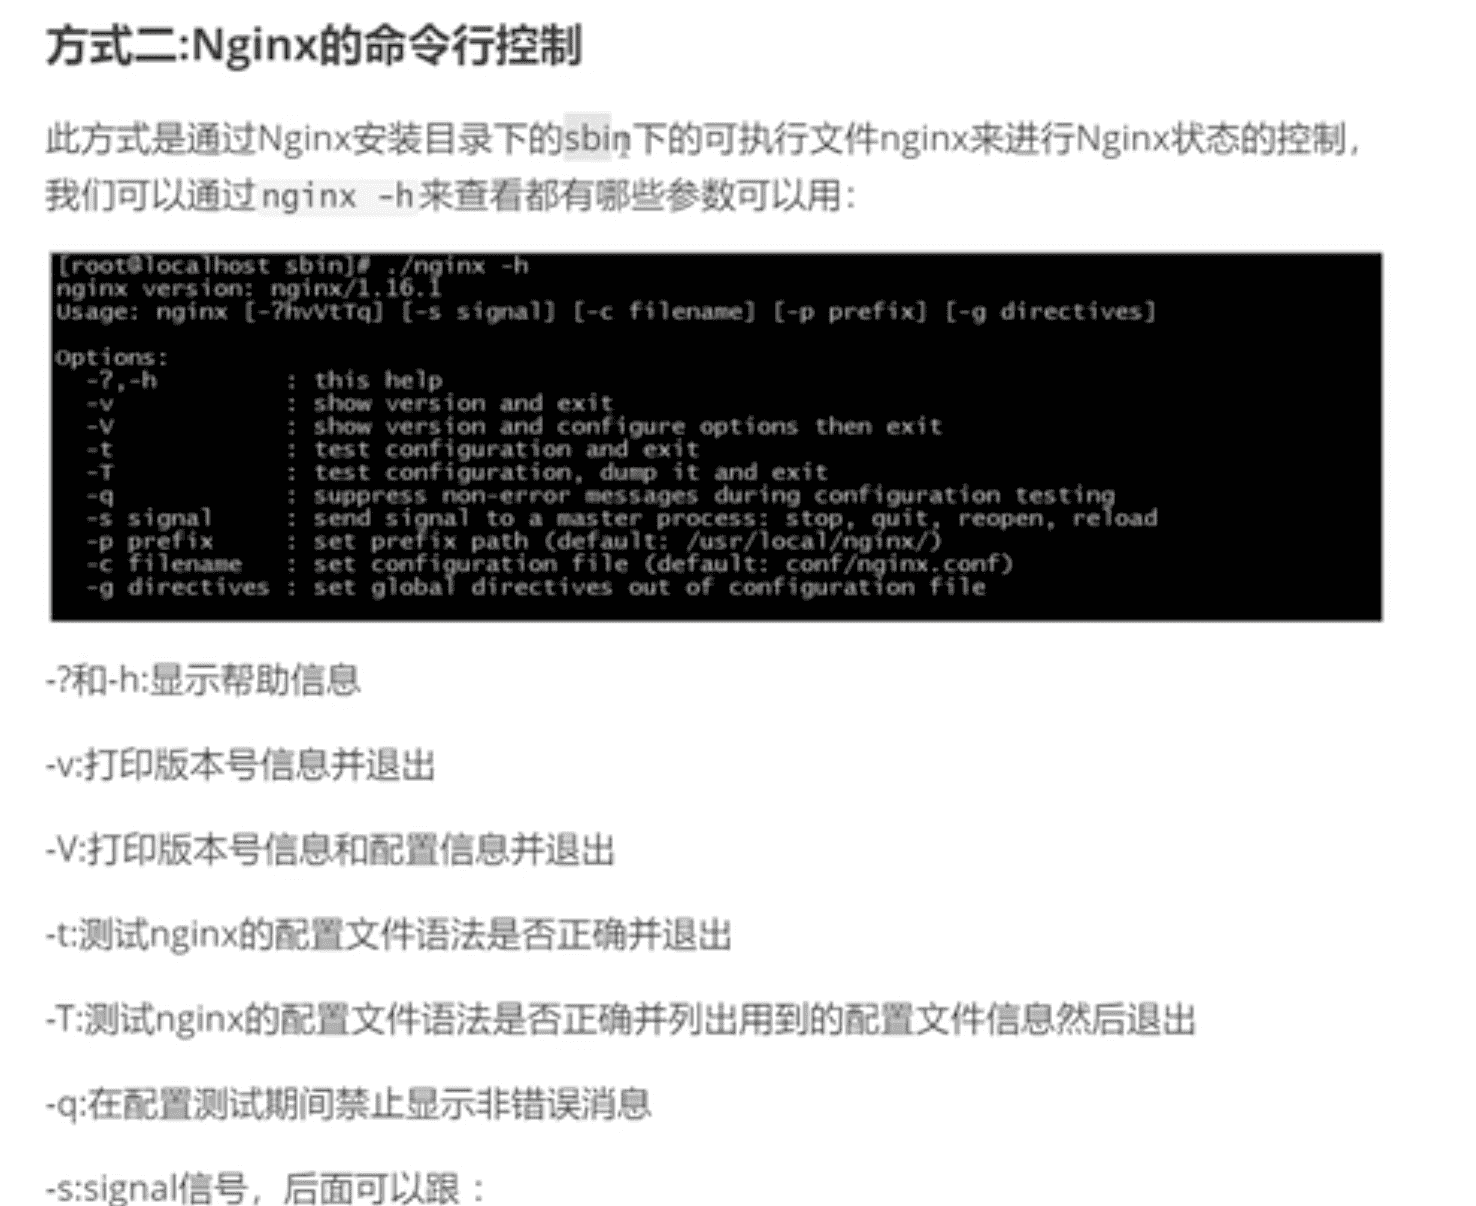 方式二:Nginx的命令行控制
此方式是通过Nginx安装目录下的sbin下的可执行文件nginx来进行Nginx状态的控制，
我们可以通过nginx -h来查看都有哪些参数可以用：
[root@localhost sbin]# ./nginx -h
nginx version: nginx/1.16.1
Usage: nginx [-?hvVtTq] [-s signal] [-c filename] [-p prefix] [-g directives]
Options:
-?,-h : this help
-v : show version and exit
-V : show version and configure options then exit
-t : test configuration and exit
-T : test configuration, dump it and exit
-q : suppress non-error messages during configuration testing
-s signal : send signal to a master process: stop, quit, reopen, reload
-p prefix : set prefix path (default: /usr/local/nginx/)
-c filename : set configuration file (default: conf/nginx.conf)
-g directives : set global directives out of configuration file
-?和-h:显示帮助信息
-v:打印版本号信息并退出
-V:打印版本号信息和配置信息并退出
-t:测试nginx的配置文件语法是否正确并退出
-T:测试nginx的配置文件语法是否正确并列出用到的配置文件信息然后退出
-q:在配置测试期间禁止显示非错误消息
-s:signal信号，后面可以跟 ：